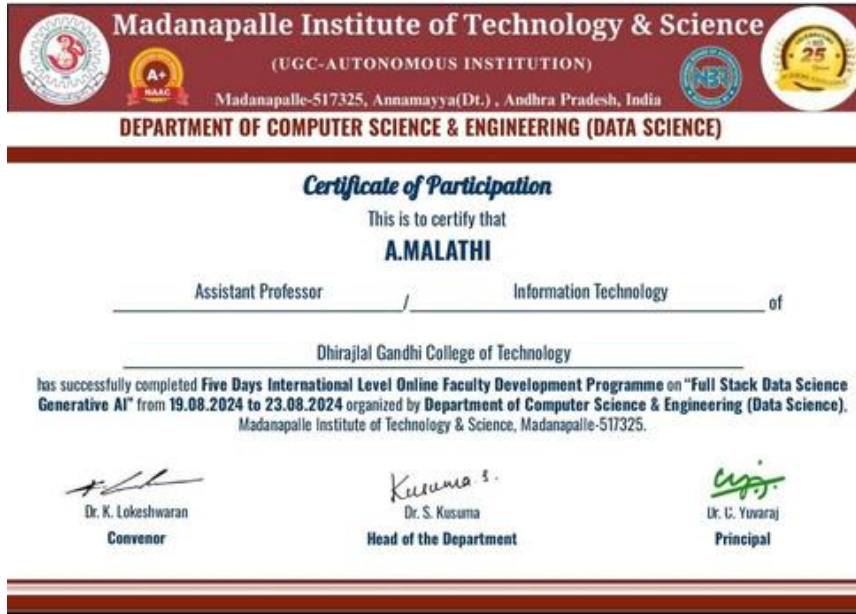 Madanapalle Institute of Technology & Science
(UGC-AUTONOMOUS INSTITUTION)
A+
NAAC
25
Madanapalle-517325, Annamayya(Dt.) , Andhra Pradesh, India
DEPARTMENT OF COMPUTER SCIENCE & ENGINEERING (DATA SCIENCE)
Certificate of Participation
This is to certify that
A.MALATHI
Assistant Professor / Information Technology of
Dhirajlal Gandhi College of Technology
has successfully completed Five Days International Level Online Faculty Development Programme on "Full Stack Data Science
Generative AI" from 19.08.2024 to 23.08.2024 organized by Department of Computer Science & Engineering (Data Science),
Madanapalle Institute of Technology & Science, Madanapalle-517325.
Kusuma S.
Dr. K. Lokeshwaran Dr. S. Kusuma Dr. C. Yuvaraj
Convenor Head of the Department Principal